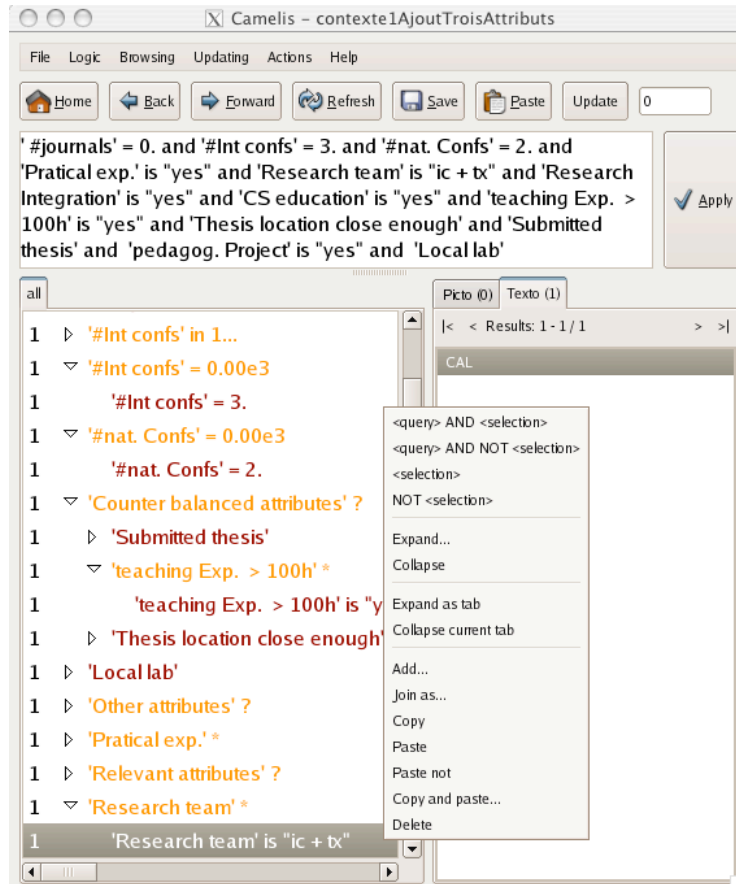 Camelis - contexte1AjoutTroisAttributs
File Logic Browsing Updating Actions Help
Home Back Forward Refresh Save Paste Update 0
' #journals' = 0. and '#Int confs' = 3. and '#nat. Confs' = 2. and
'Pratical exp.' is "yes" and 'Research team' is "ic + tx" and 'Research
Integration' is "yes" and 'CS education' is "yes" and 'teaching Exp. >
100h' is "yes" and 'Thesis location close enough' and 'Submitted
thesis' and 'pedagog. Project' is "yes" and 'Local lab'
Apply
all
1 '#Int confs' in 1...
1 '#Int confs' = 0.00e3
1 '#Int confs' = 3.
1 '#nat. Confs' = 0.00e3
1 '#nat. Confs' = 2.
1 'Counter balanced attributes' ?
1 'Submitted thesis'
1 'teaching Exp. > 100h' *
1 'teaching Exp. > 100h' is "y
1 'Thesis location close enough'
1 'Local lab'
1 'Other attributes' ?
1 'Pratical exp.' *
1 'Relevant attributes' ?
1 'Research team' *
1 'Research team' is "ic + tx"
Picto (0) Texto (1)
|< < Results: 1 - 1 / 1 > >|
CAL
<query> AND <selection>
<query> AND NOT <selection>
<selection>
NOT <selection>
Expand...
Collapse
Expand as tab
Collapse current tab
Add...
Join as...
Copy
Paste
Paste not
Copy and paste...
Delete